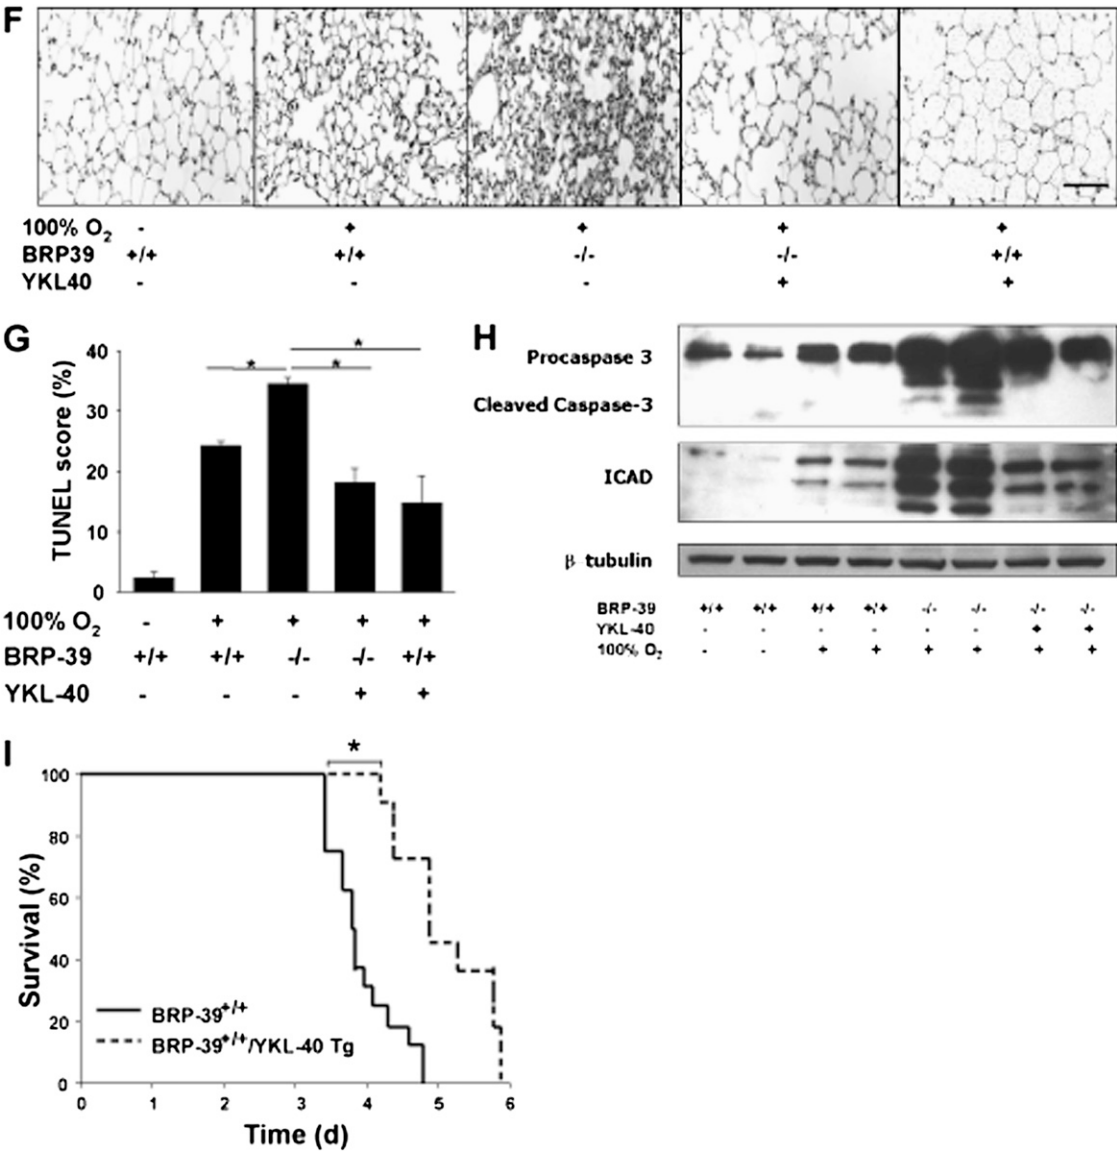 F
100% O2 - + + + +
BRP39 +/+ +/+ -/- -/- +/+
YKL40 - - - + +
G
TUNEL score (%)
40
30
20
10
0
* * *
100% O2 - + + + +
BRP-39 +/+ +/+ -/- -/- +/+
YKL-40 - - - + +
H
Procaspase 3
Cleaved Caspase-3
ICAD
β tubulin
BRP-39 +/+ +/+ +/+ +/+ -/- -/- -/- -/-
YKL-40 - - - - - - + +
100% O2 - - + + + + + +
I
*
Survival (%)
100
80
60
40
20
0
BRP-39+/+
BRP-39+/+/YKL-40 Tg
0 1 2 3 4 5 6
Time (d)